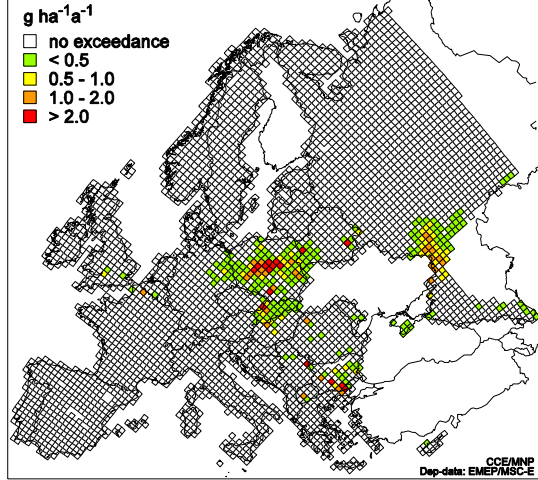 g ha⁻¹a⁻¹
no exceedance
< 0.5
0.5 - 1.0
1.0 - 2.0
> 2.0
CCE/MNP
Dep-data: EMEP/MSC-E